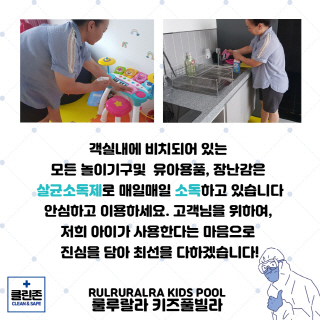 객실내에 비치되어 있는
모든 놀이기구및 유아용품, 장난감은
살균소독제로 매일매일 소독하고 있습니다
안심하고 이용하세요. 고객님을 위하여,
저희 아이가 사용한다는 마음으로
진심을 담아 최선을 다하겠습니다!
클린존
CLEAN & SAFE
RULRURALRA KIDS POOL
룰루랄라 키즈풀빌라